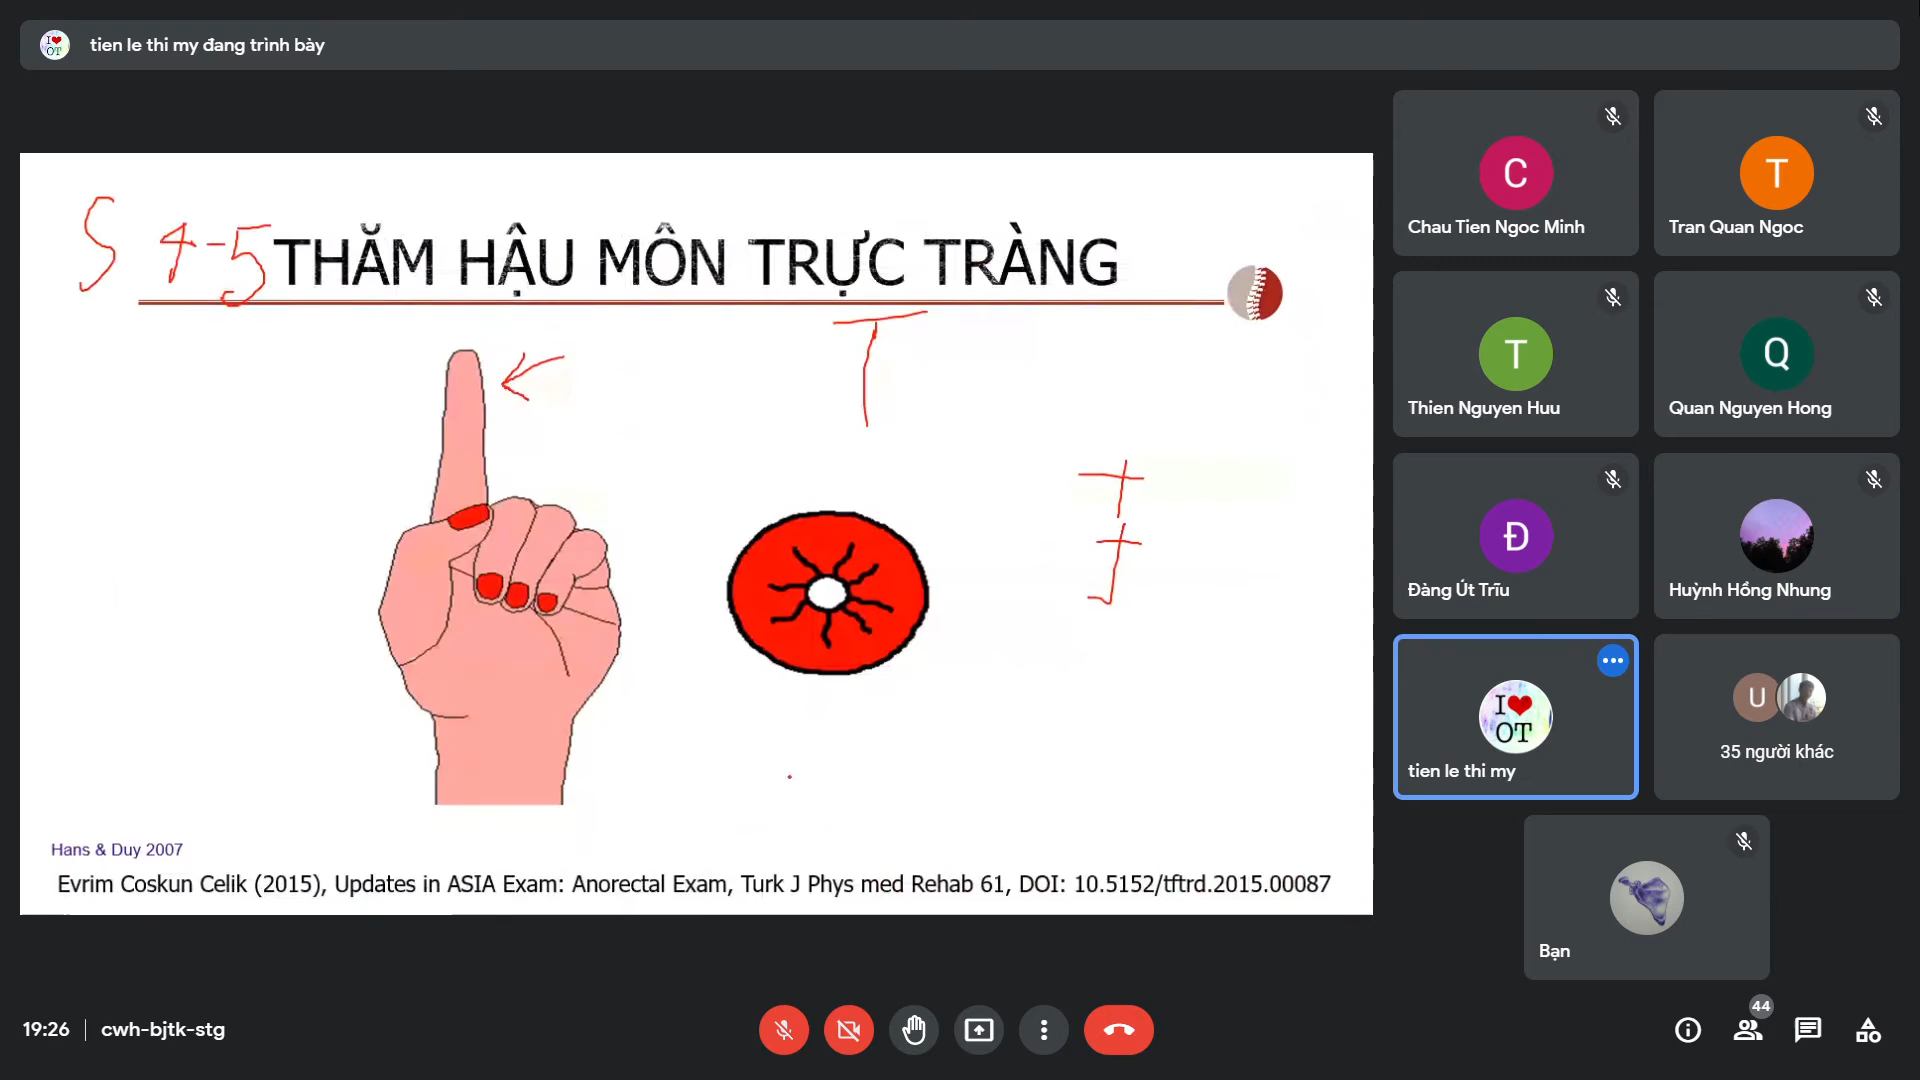 I ❤ OT
tien le thi my đang trình bày
S 4-5
THĂM HẬU MÔN TRỰC TRÀNG
T
Hans & Duy 2007
Evrim Coskun Celik (2015), Updates in ASIA Exam: Anorectal Exam, Turk J Phys med Rehab 61, DOI: 10.5152/tftrd.2015.00087
C
Chau Tien Ngoc Minh
T
Tran Quan Ngoc
T
Thien Nguyen Huu
Q
Quan Nguyen Hong
Đ
Đàng Út Trĩu
Huỳnh Hồng Nhung
I ❤ OT
tien le thi my
U
35 người khác
Bạn
19:26 | cwh-bjtk-stg
44